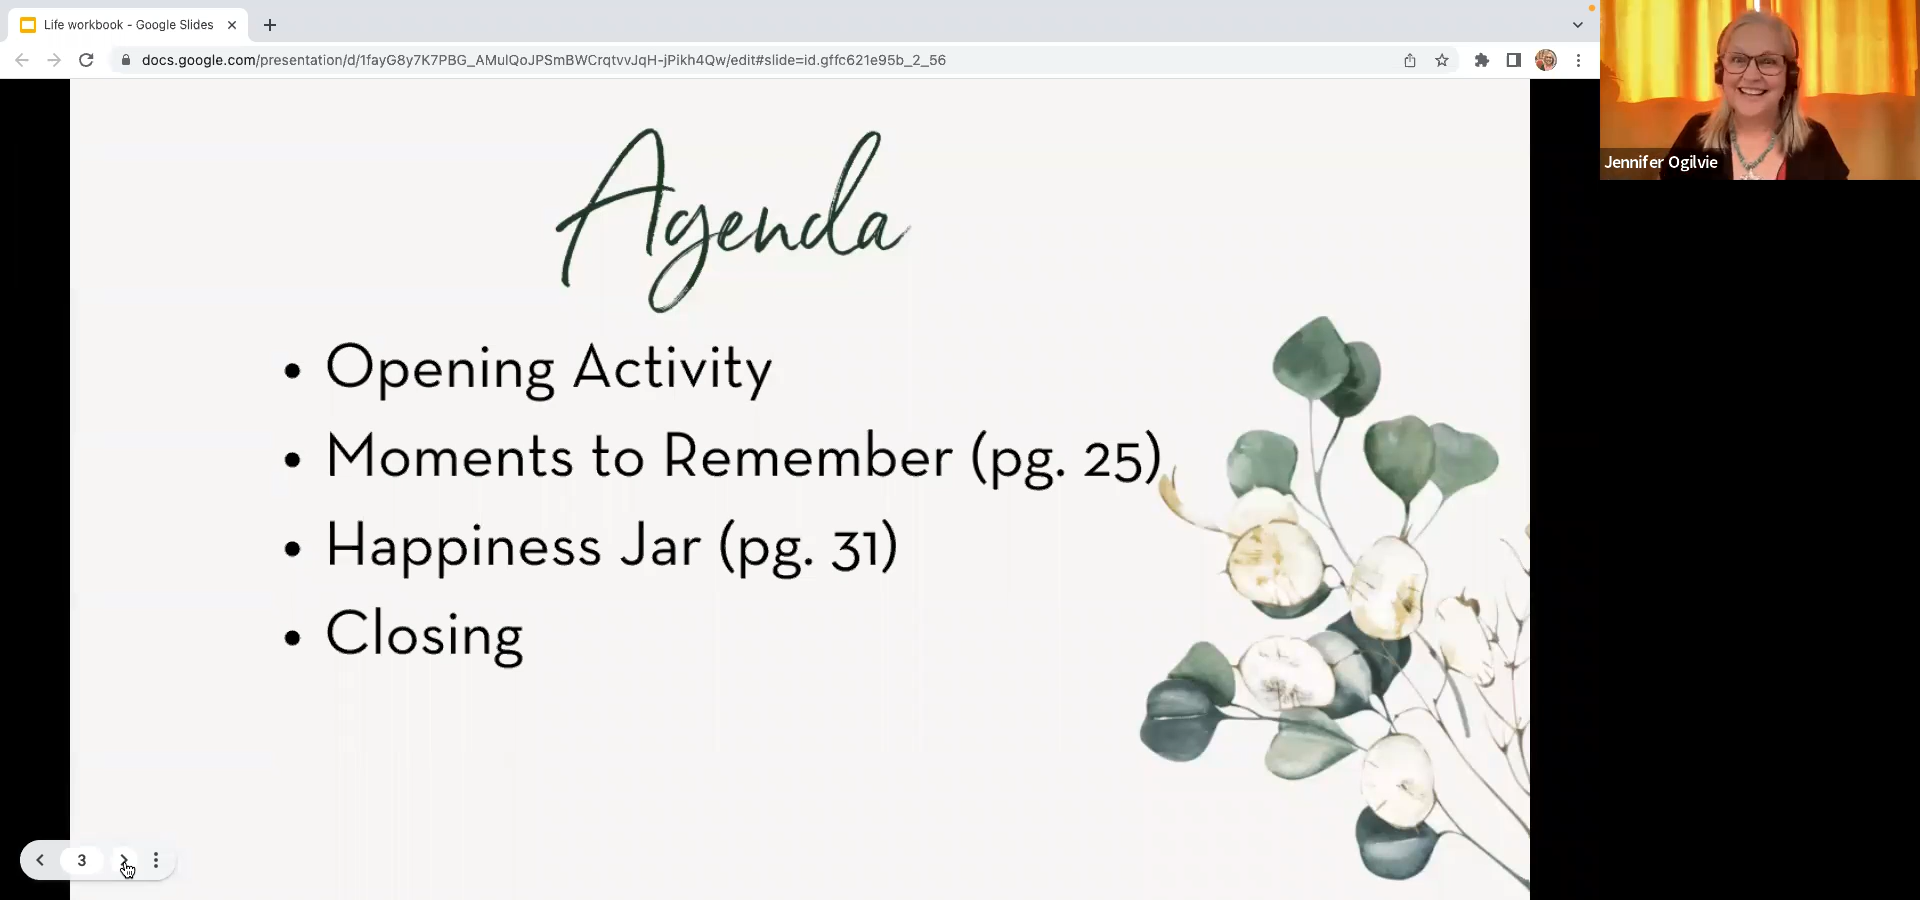 Life workbook - Google Slides
docs.google.com/presentation/d/1fayG8y7K7PBG_AMulQoJPSmBWCrqtvvJqH-jPikh4Qw/edit#slide=id.gffc621e95b_2_56
Jennifer Ogilvie
Agenda
• Opening Activity
• Moments to Remember (pg. 25)
• Happiness Jar (pg. 31)
• Closing
3